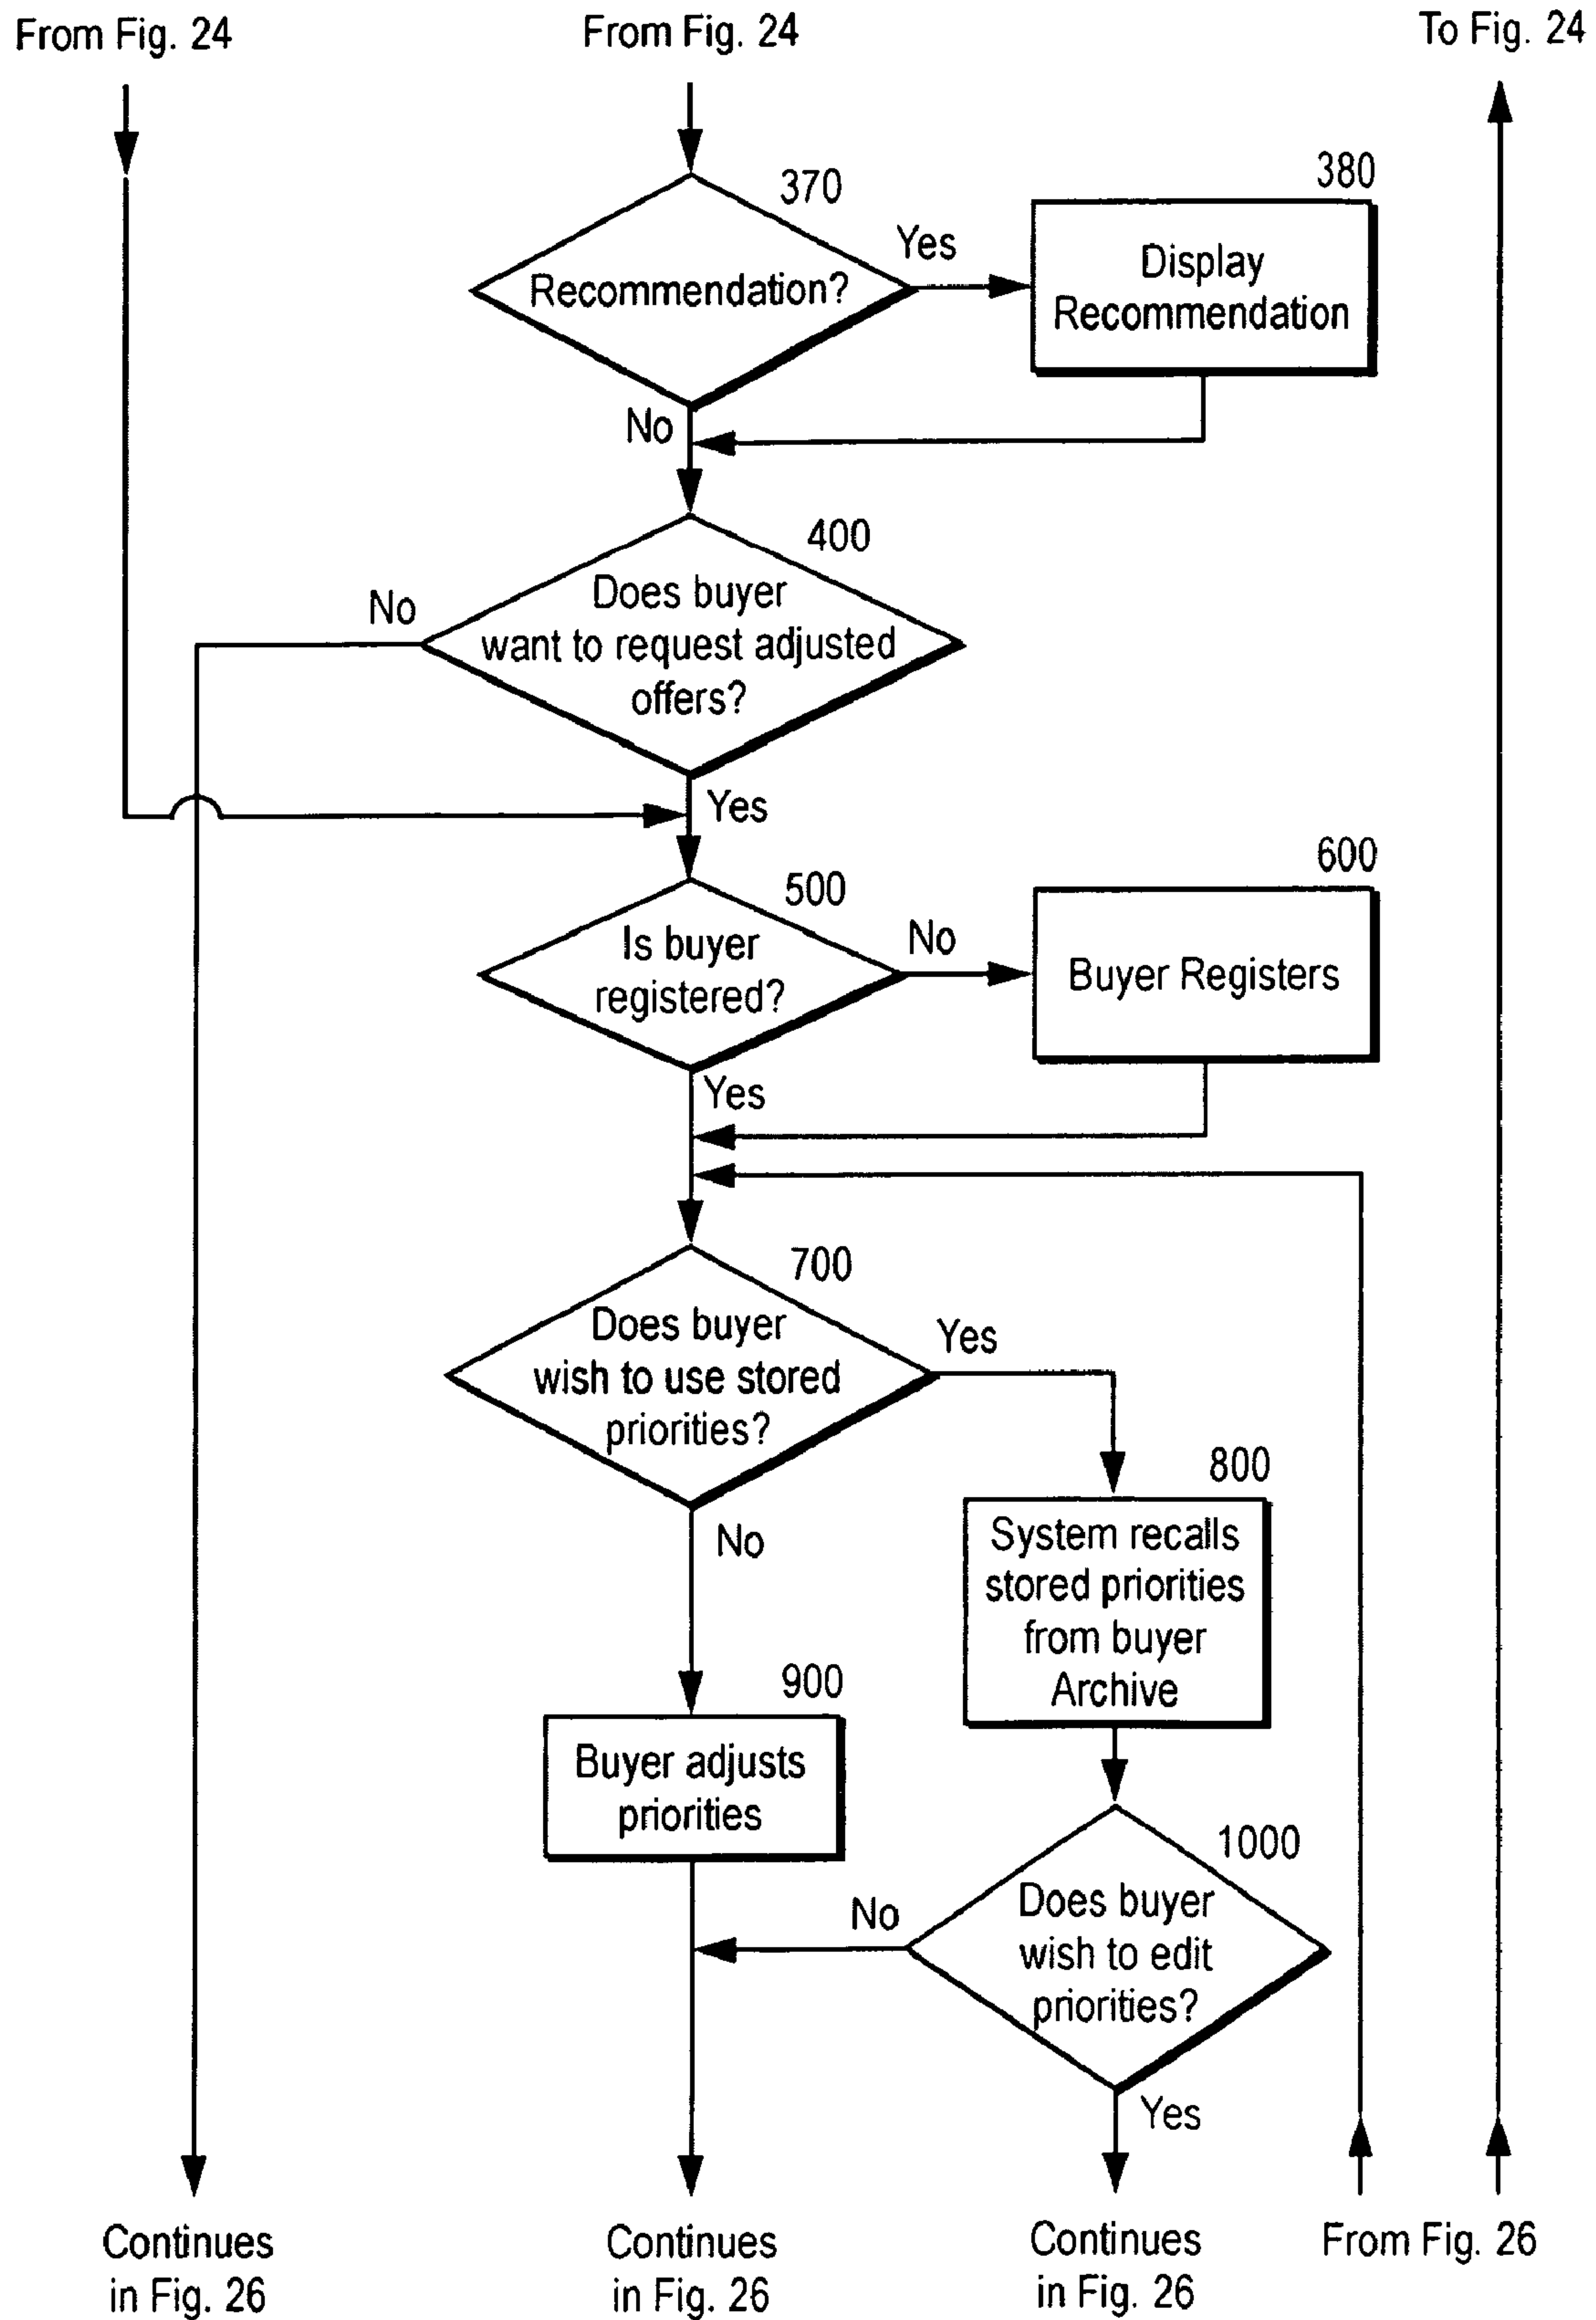 From Fig. 24
From Fig. 24
To Fig. 24
370
380
Yes
Recommendation?
Display
Recommendation
No
400
No
Does buyer
want to request adjusted
offers?
Yes
600
500
No
Is buyer
registered?
Buyer Registers
Yes
700
Does buyer
wish to use stored
priorities?
Yes
800
No
System recalls
stored priorities
from buyer
Archive
900
Buyer adjusts
priorities
1000
No
Does buyer
wish to edit
priorities?
Yes
Continues
in Fig. 26
Continues
in Fig. 26
Continues
in Fig. 26
From Fig. 26